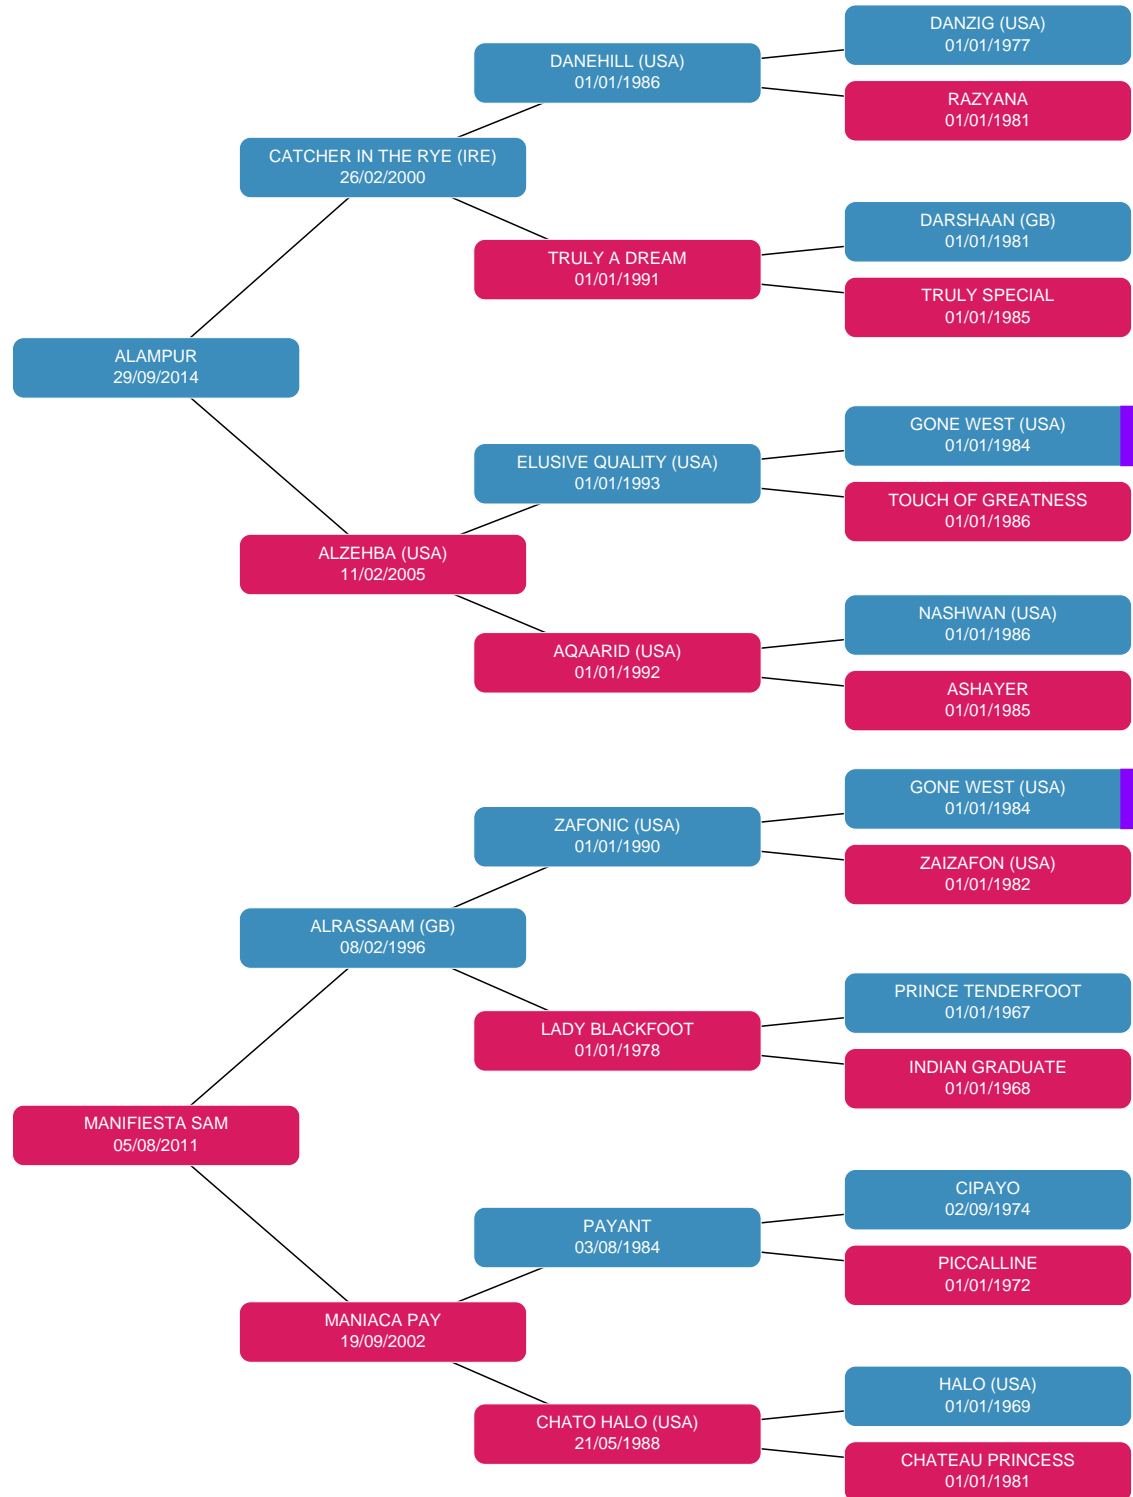 DANZIG (USA)
01/01/1977
DANEHILL (USA)
01/01/1986
RAZYANA
01/01/1981
CATCHER IN THE RYE (IRE)
26/02/2000
DARSHAAN (GB)
01/01/1981
TRULY A DREAM
01/01/1991
TRULY SPECIAL
01/01/1985
ALAMPUR
29/09/2014
GONE WEST (USA)
01/01/1984
ELUSIVE QUALITY (USA)
01/01/1993
TOUCH OF GREATNESS
01/01/1986
ALZEHBA (USA)
11/02/2005
NASHWAN (USA)
01/01/1986
AQAARID (USA)
01/01/1992
ASHAYER
01/01/1985
GONE WEST (USA)
01/01/1984
ZAFONIC (USA)
01/01/1990
ZAIZAFON (USA)
01/01/1982
ALRASSAAM (GB)
08/02/1996
PRINCE TENDERFOOT
01/01/1967
LADY BLACKFOOT
01/01/1978
INDIAN GRADUATE
01/01/1968
MANIFIESTA SAM
05/08/2011
CIPAYO
02/09/1974
PAYANT
03/08/1984
PICCALLINE
01/01/1972
MANIACA PAY
19/09/2002
HALO (USA)
01/01/1969
CHATO HALO (USA)
21/05/1988
CHATEAU PRINCESS
01/01/1981